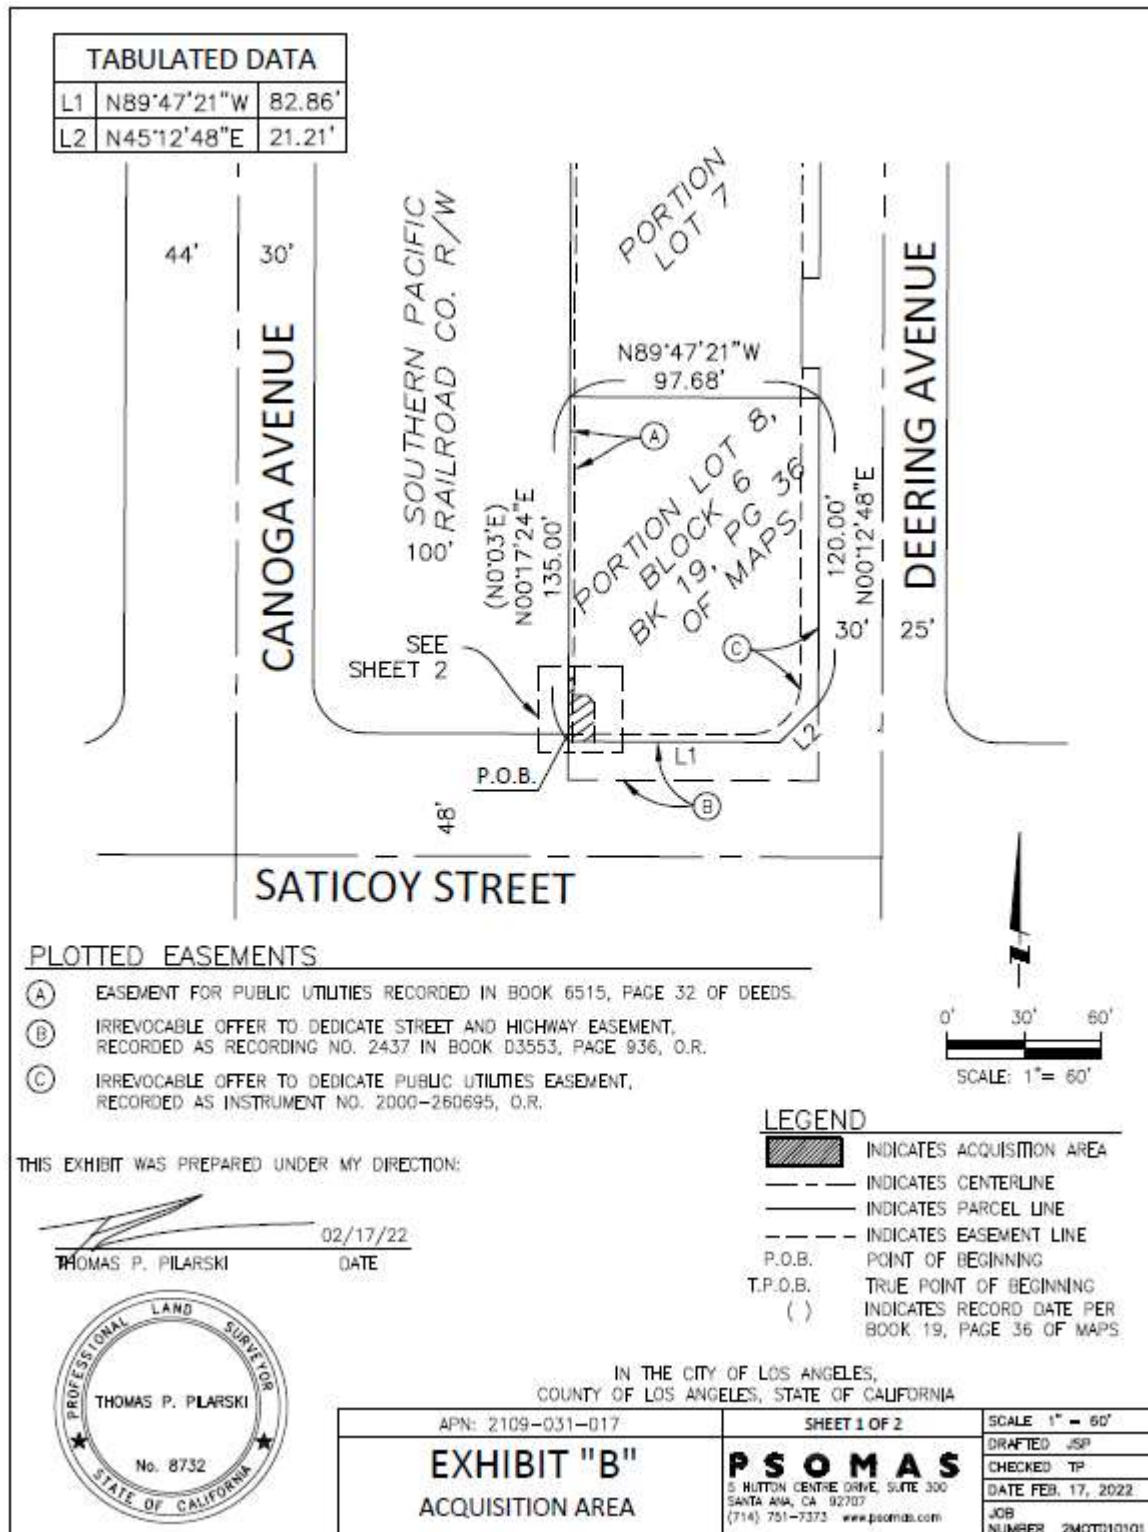 TABULATED DATA
L1 N89°47'21"W 82.86'
L2 N45°12'48"E 21.21'
44'
30'
CANOGA AVENUE
SOUTHERN PACIFIC
RAILROAD CO. R/W
100'
PORTION
LOT 7
N89°47'21"W
97.68'
A
(N0°03'E)
N00°17'24"E
135.00'
PORTION LOT 8,
BLOCK 6
BK 19, PG 36
OF MAPS
120.00'
N00°12'48"E
DEERING AVENUE
30'
25'
C
SEE
SHEET 2
L1
L2
P.O.B.
B
48'
SATICOY STREET
PLOTTED EASEMENTS
A EASEMENT FOR PUBLIC UTILITIES RECORDED IN BOOK 6515, PAGE 32 OF DEEDS.
B IRREVOCABLE OFFER TO DEDICATE STREET AND HIGHWAY EASEMENT,
RECORDED AS RECORDING NO. 2437 IN BOOK D3553, PAGE 936, O.R.
C IRREVOCABLE OFFER TO DEDICATE PUBLIC UTILITIES EASEMENT,
RECORDED AS INSTRUMENT NO. 2000-260695, O.R.
N
0' 30' 60'
SCALE: 1"= 60'
LEGEND
INDICATES ACQUISITION AREA
INDICATES CENTERLINE
INDICATES PARCEL LINE
INDICATES EASEMENT LINE
P.O.B. POINT OF BEGINNING
T.P.O.B. TRUE POINT OF BEGINNING
( ) INDICATES RECORD DATE PER
BOOK 19, PAGE 36 OF MAPS
THIS EXHIBIT WAS PREPARED UNDER MY DIRECTION:
02/17/22
THOMAS P. PILARSKI DATE
PROFESSIONAL LAND SURVEYOR
THOMAS P. PILARSKI
No. 8732
STATE OF CALIFORNIA
IN THE CITY OF LOS ANGELES,
COUNTY OF LOS ANGELES, STATE OF CALIFORNIA
APN: 2109-031-017
EXHIBIT "B"
ACQUISITION AREA
SHEET 1 OF 2
PSOMAS
5 HUTTON CENTRE DRIVE, SUITE 300
SANTA ANA, CA 92707
(714) 751-7373 www.psomas.com
SCALE 1" = 60'
DRAFTED JSP
CHECKED TP
DATE FEB. 17, 2022
JOB
NUMBER 2MOT010101